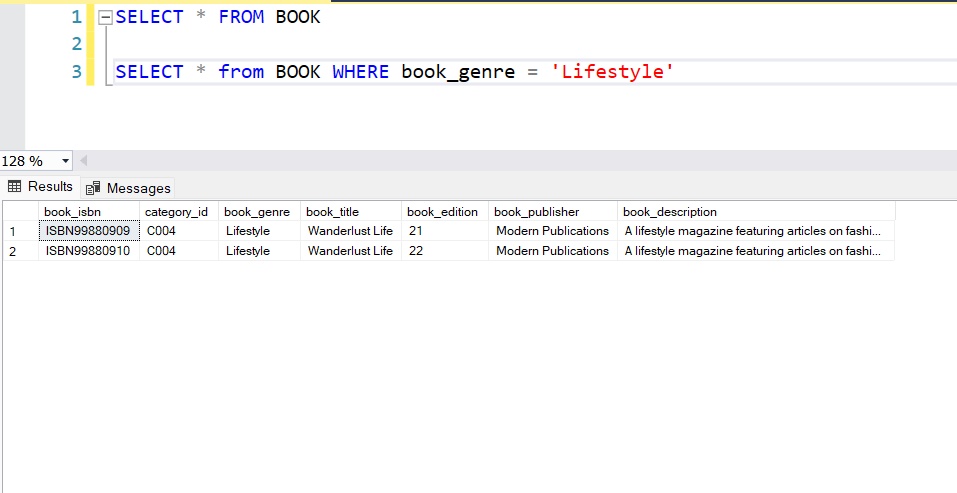 1 SELECT * FROM BOOK
2
3 SELECT * from BOOK WHERE book_genre = 'Lifestyle'
128 %
Results Messages
book_isbn category_id book_genre book_title book_edition book_publisher book_description
1 ISBN99880909 C004 Lifestyle Wanderlust Life 21 Modern Publications A lifestyle magazine featuring articles on fashi...
2 ISBN99880910 C004 Lifestyle Wanderlust Life 22 Modern Publications A lifestyle magazine featuring articles on fashi...